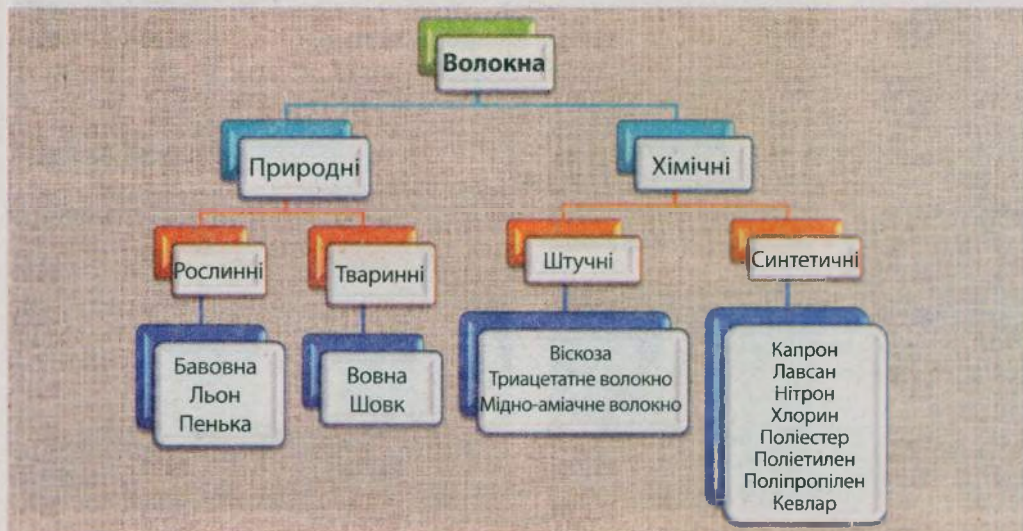 Волокна
Природні
Хімічні
Рослинні
Тваринні
Штучні
Синтетичні
Бавовна
Льон
Пенька
Вовна
Шовк
Віскоза
Триацетатне волокно
Мідно-аміачне волокно
Капрон
Лавсан
Нітрон
Хлорин
Поліестер
Поліетилен
Поліпропілен
Кевлар